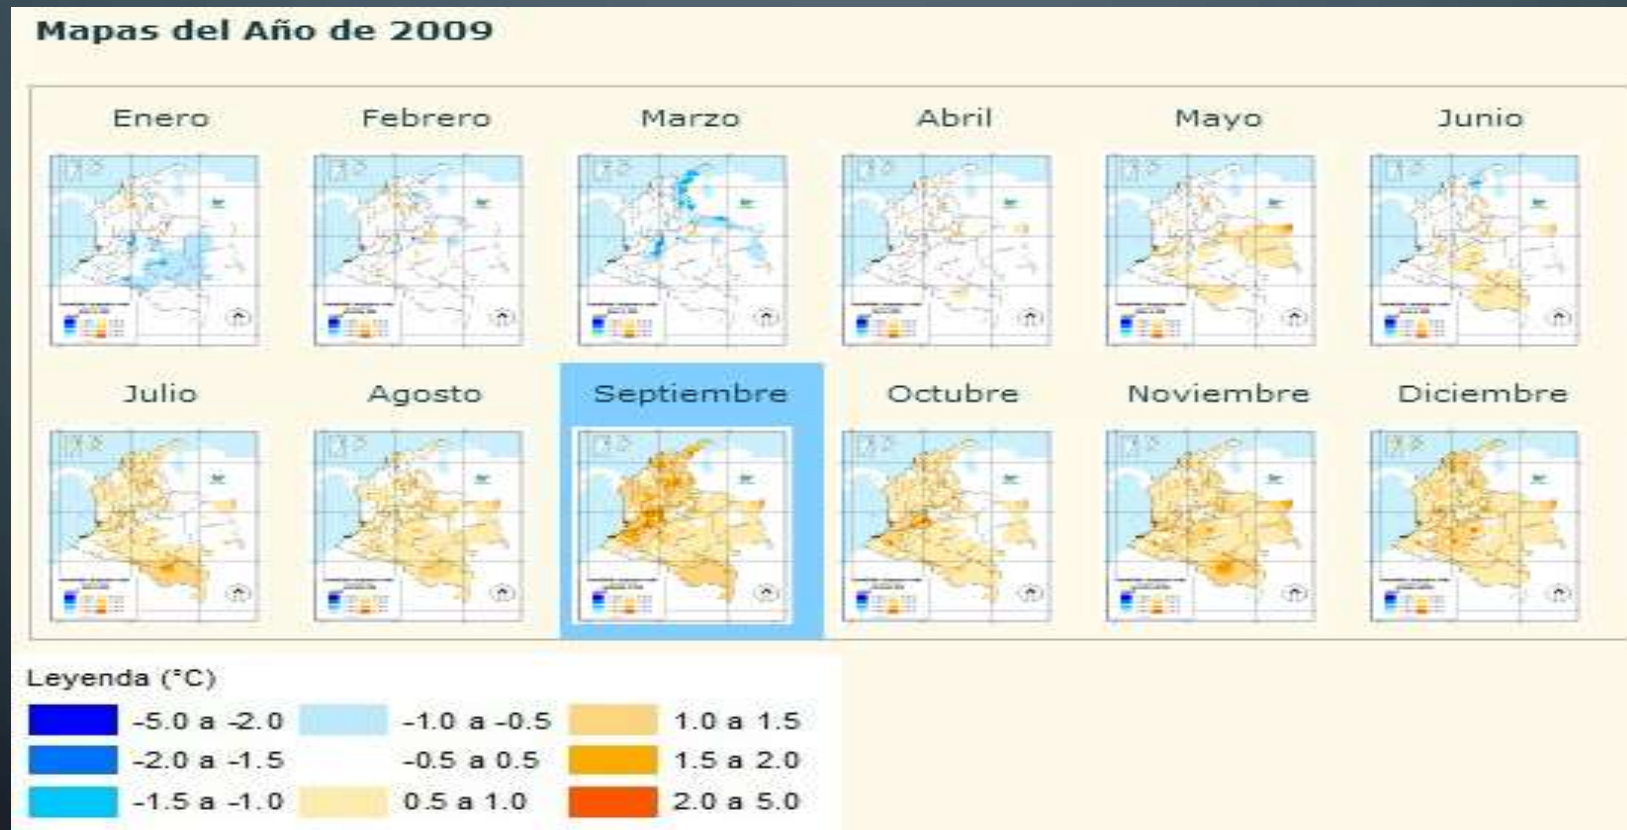 Mapas del Año de 2009
Enero Febrero Marzo Abril Mayo Junio
Julio Agosto Septiembre Octubre Noviembre Diciembre
Leyenda (°C)
-5.0 a -2.0 -1.0 a -0.5 1.0 a 1.5
-2.0 a -1.5 -0.5 a 0.5 1.5 a 2.0
-1.5 a -1.0 0.5 a 1.0 2.0 a 5.0